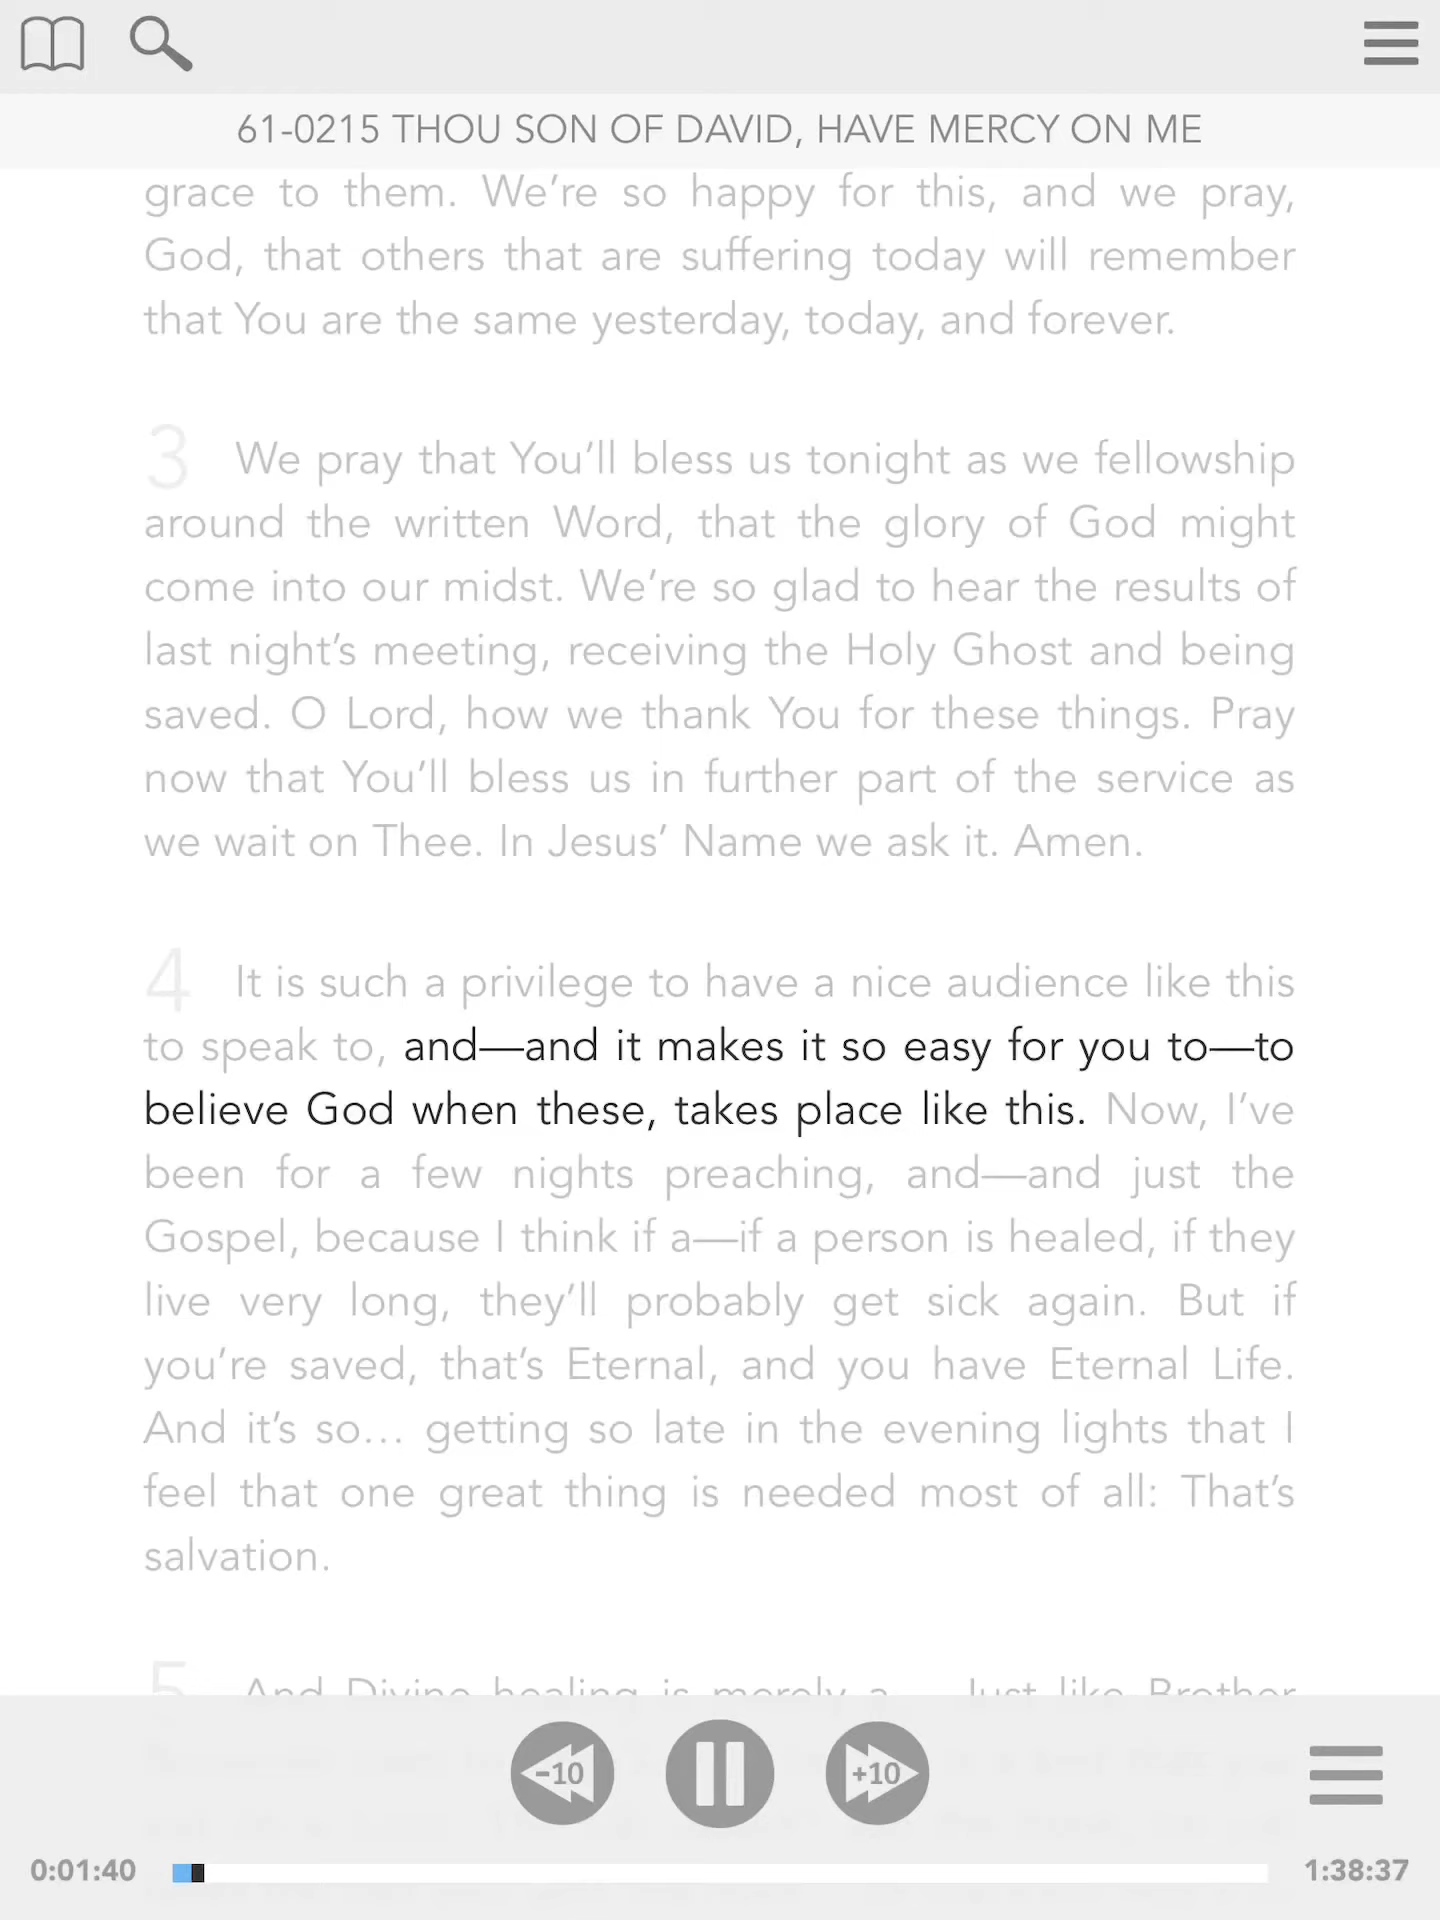 61-0215 THOU SON OF DAVID, HAVE MERCY ON ME
grace to them. We’re so happy for this, and we pray,
God, that others that are suffering today will remember
that You are the same yesterday, today, and forever.
3 We pray that You’ll bless us tonight as we fellowship
around the written Word, that the glory of God might
come into our midst. We’re so glad to hear the results of
last night’s meeting, receiving the Holy Ghost and being
saved. O Lord, how we thank You for these things. Pray
now that You’ll bless us in further part of the service as
we wait on Thee. In Jesus’ Name we ask it. Amen.
4 It is such a privilege to have a nice audience like this
to speak to, and—and it makes it so easy for you to—to
believe God when these, takes place like this. Now, I’ve
been for a few nights preaching, and—and just the
Gospel, because I think if a—if a person is healed, if they
live very long, they’ll probably get sick again. But if
you’re saved, that’s Eternal, and you have Eternal Life.
And it’s so… getting so late in the evening lights that I
feel that one great thing is needed most of all: That’s
salvation.
5 And Divine healing is merely a… Just like Brother
-10 +10
0:01:40 1:38:37